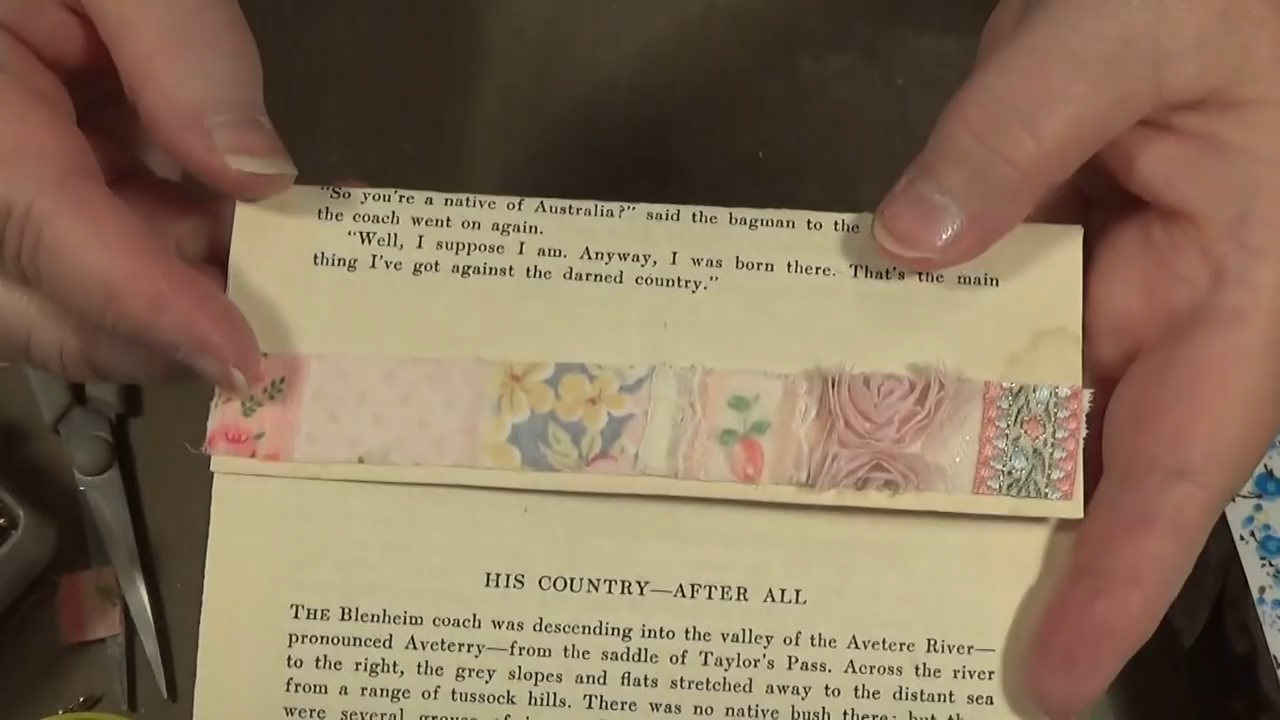 "So you're a native of Australia?" said the bagman to the
the coach went on again.
"Well, I suppose I am. Anyway, I was born there. That's the main
thing I've got against the darned country."
HIS COUNTRY—AFTER ALL
THE Blenheim coach was descending into the valley of the Avetere River—
pronounced Aveterry—from the saddle of Taylor's Pass. Across the river
to the right, the grey slopes and flats stretched away to the distant sea
from a range of tussock hills. There was no native bush there; but
were several